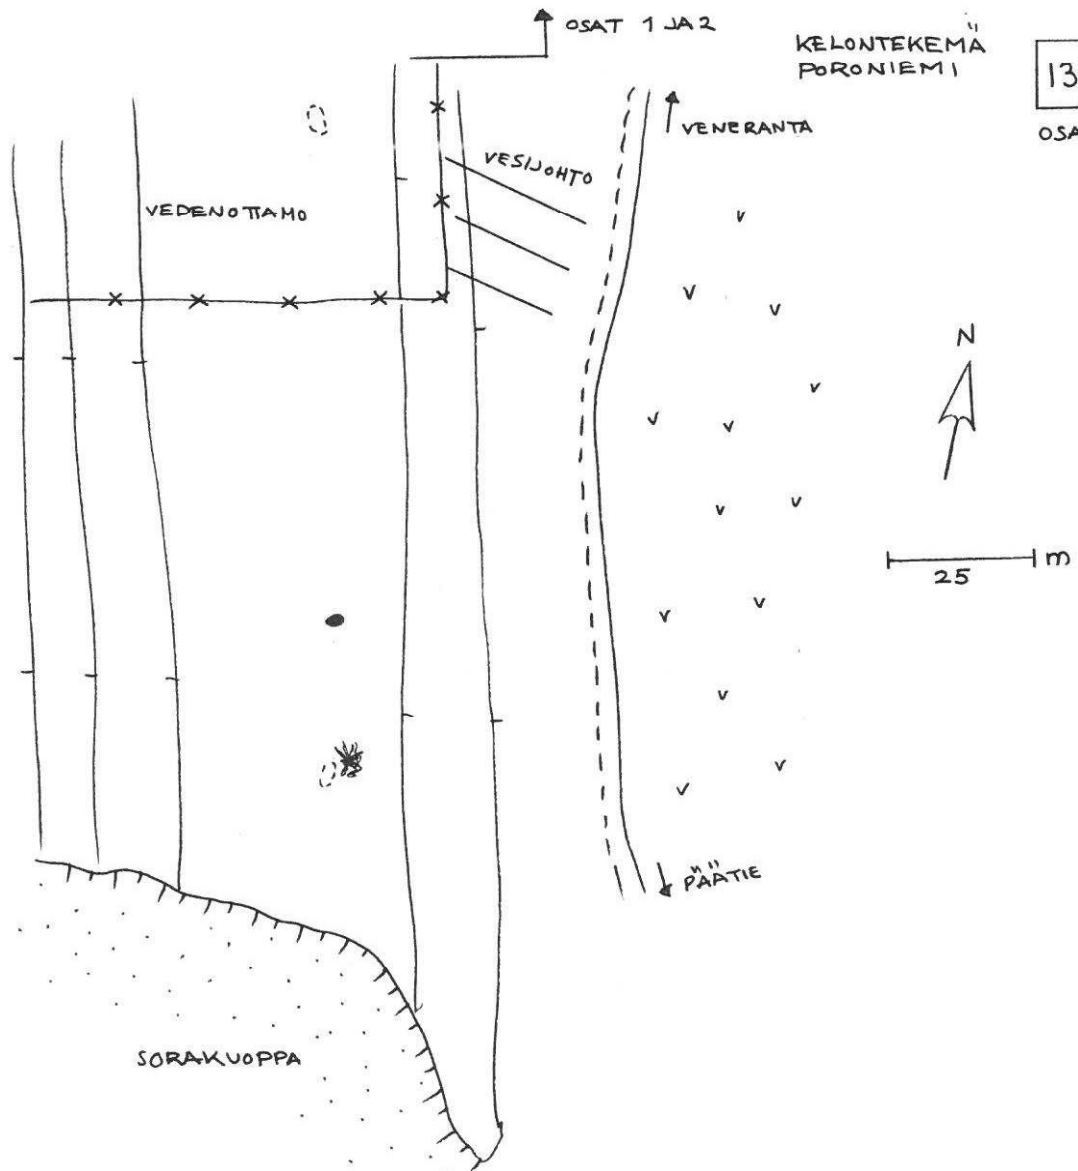 OSAT 1 JA 2
KELONTEKEMÄ
PORONIEMI
13
OSA
VENERANTA
VESIJOHTO
VEDENOTTAMO
N
25 m
PÄÄTIE
SORAKUOPPA